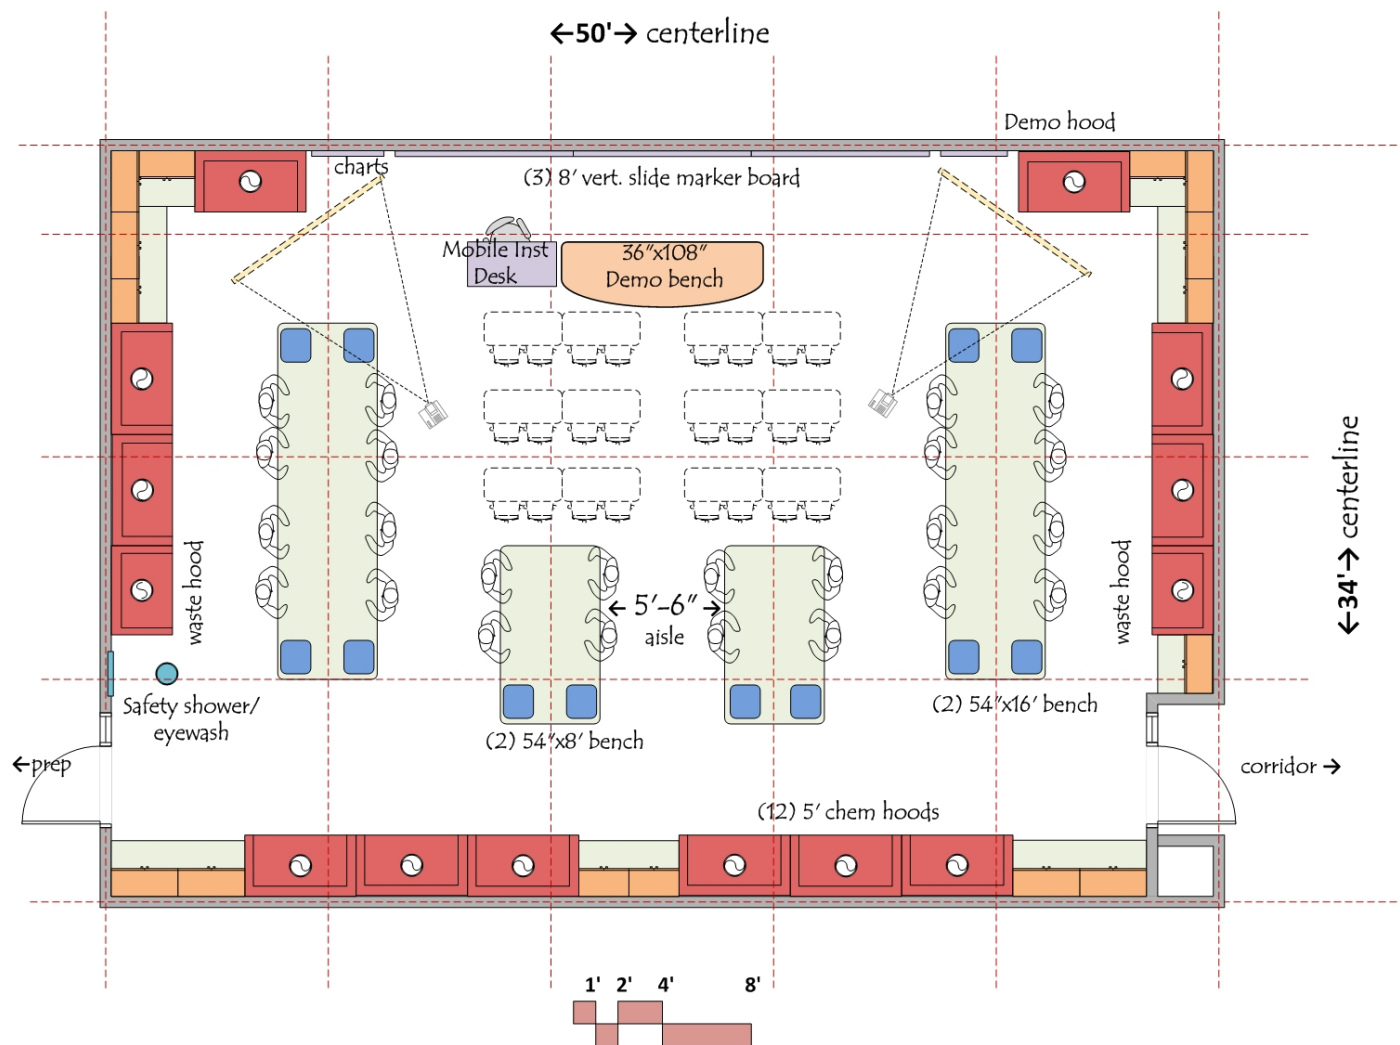 ←50'→ centerline
Demo hood
charts
(3) 8' vert. slide marker board
Mobile Inst
Desk
36"x108"
Demo bench
←34'→ centerline
waste hood
waste hood
← 5'-6" →
aisle
Safety shower/
eyewash
(2) 54"x16' bench
(2) 54"x8' bench
←prep
corridor →
(12) 5' chem hoods
1' 2' 4' 8'